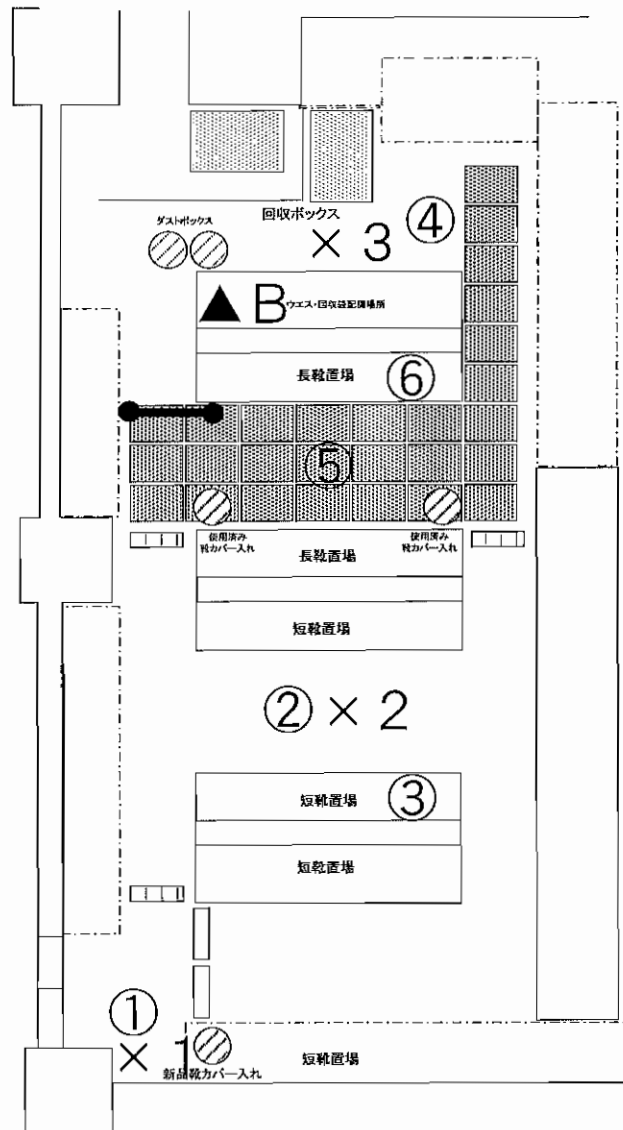 回収ボックス
④
ダストボックス
× 3
▲ B ウエス・回収袋配備場所
長靴置場 ⑥
⑤
使用済み
靴カバー入れ
使用済み
靴カバー入れ
長靴置場
短靴置場
② × 2
短靴置場 ③
短靴置場
①
× 1
新品靴カバー入れ
短靴置場